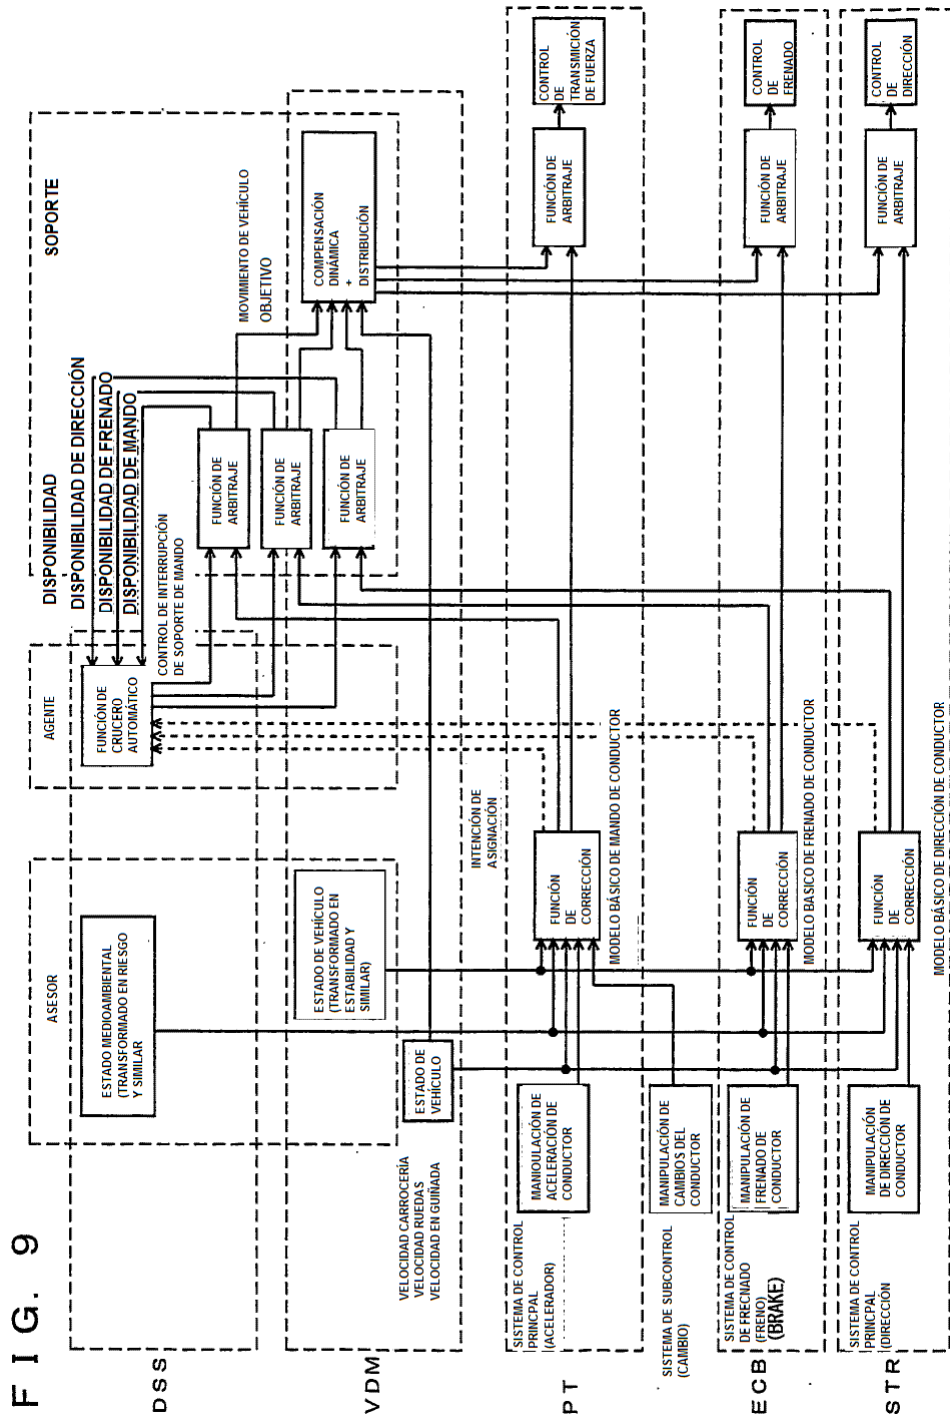 FIG. 9
DSS
VDM
PT
ECB
STR
ASESOR
AGENTE
SOPORTE
ESTADO MEDIOAMBIENTAL
(TRANSFORMADO EN RIESGO
Y SIMILAR
FUNCIÓN DE
CRUCERO
AUTOMÁTICO
DISPONIBILIDAD
DISPONIBILIDAD DE DIRECCIÓN
DISPONIBILIDAD DE FRENADO
DISPONIBILIDAD DE MANDO
CONTROL DE INTERRUPCIÓN
DE SOPORTE DE MANDO
FUNCIÓN DE
ARBITRAJE
FUNCIÓN DE
ARBITRAJE
FUNCIÓN DE
ARBITRAJE
MOVIMIENTO DE VEHÍCULO
OBJETIVO
COMPENSACIÓN
DINÁMICA
+
DISTRIBUCIÓN
ESTADO DE VEHÍCULO
(TRANSFORMADO EN
ESTABILIDAD Y
SIMILAR)
ESTADO DE
VEHÍCULO
VELOCIDAD CARROCERÍA
VELOCIDAD RUEDAS
VELOCIDAD EN GUIÑADA
INTENCIÓN DE
ASIGNACIÓN
SISTEMA DE CONTROL
PRINCPAL
(ACELERADOR)
MANIOULACIÓN DE
ACELERACIÓN DE
CONDUCTOR
FUNCIÓN
DE
CORRECCIÓN
MODELO BÁSICO DE MANDO DE CONDUCTOR
FUNCIÓN DE
ARBITRAJE
CONTROL
DE
TRANSMICIÓN
DE FUERZA
SISTEMA DE SUBCONTROL
(CAMBIO)
MANIPULACIÓN DE
CAMBIOS DEL
CONDUCTOR
SISTEMA DE CONTROL
DE FRECNADO
(FRENO)
(BRAKE)
MANIPULACIÓN DE
FRENADO DE
CONDUCTOR
FUNCIÓN
DE
CORRECCIÓN
MODELO BÁSICO DE FRENADO DE CONDUCTOR
FUNCIÓN DE
ARBITRAJE
CONTROL
DE
FRENADO
SISTEMA DE CONTROL
PRINCPAL
(DIRECCIÓN)
MANIPULACIÓN
DE DIRECCIÓN DE
CONDUCTOR
FUNCIÓN
DE
CORRECCIÓN
MODELO BÁSICO DE DIRECCIÓN DE CONDUCTOR
FUNCIÓN DE
ARBITRAJE
CONTROL
DE
DIRECCIÓN